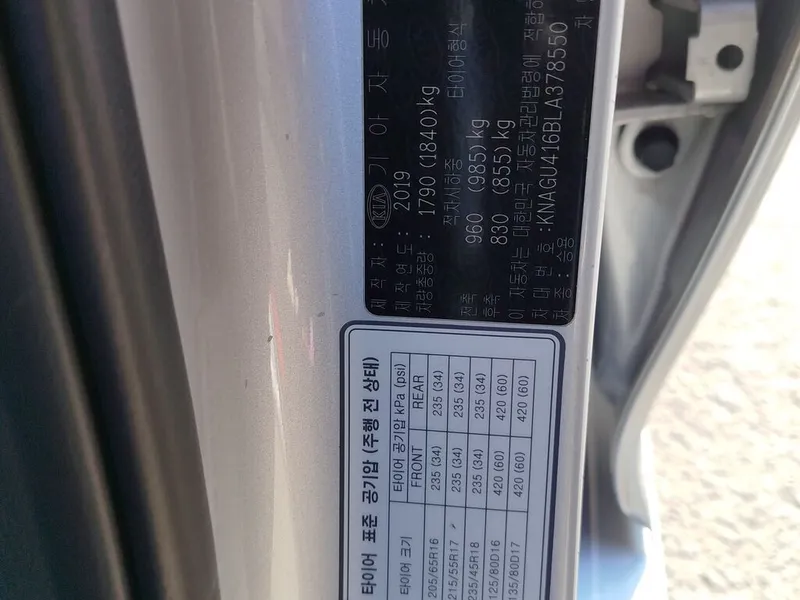 KIA 기 아 자 동
제 작 자 :
제 작 연 도 : 2019
차량총중량 : 1790 (1840)kg
적차시하중 타이어형식
전축 960 (985) kg
후축 830 (855) kg
이 자동차는 대한민국 자동차관리법령에 적합하
차 대 번 호 : KNAGU416BLA378550
차 종 : 승용
타이어 표준 공기압 (주행 전 상태)
타이어 크기 타이어 공기압 kPa (psi)
FRONT REAR
205/65R16 235 (34) 235 (34)
215/55R17 235 (34) 235 (34)
235/45R18 235 (34) 235 (34)
125/80D16 420 (60) 420 (60)
135/80D17 420 (60) 420 (60)